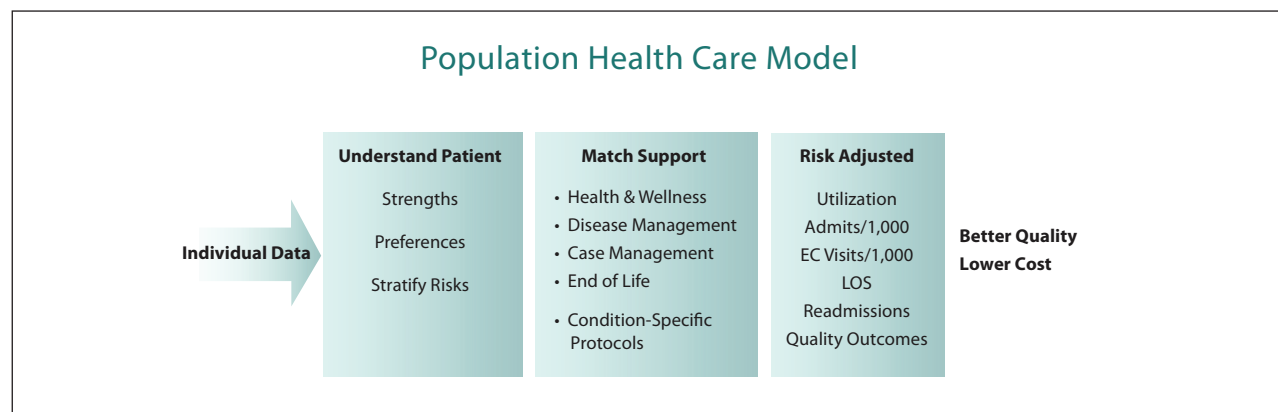 Population Health Care Model
Individual Data
Understand Patient
Strengths
Preferences
Stratify Risks
Match Support
• Health & Wellness
• Disease Management
• Case Management
• End of Life
• Condition-Specific
Protocols
Risk Adjusted
Utilization
Admits/1,000
EC Visits/1,000
LOS
Readmissions
Quality Outcomes
Better Quality
Lower Cost